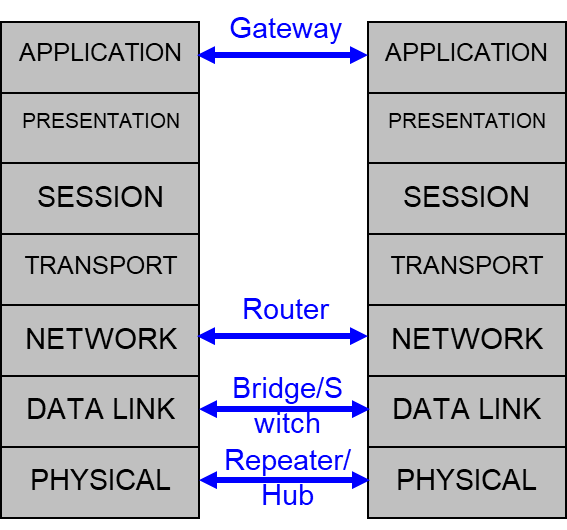 Gateway
APPLICATION APPLICATION
PRESENTATION PRESENTATION
SESSION SESSION
TRANSPORT TRANSPORT
Router
NETWORK NETWORK
Bridge/S
witch
DATA LINK DATA LINK
Repeater/
Hub
PHYSICAL PHYSICAL